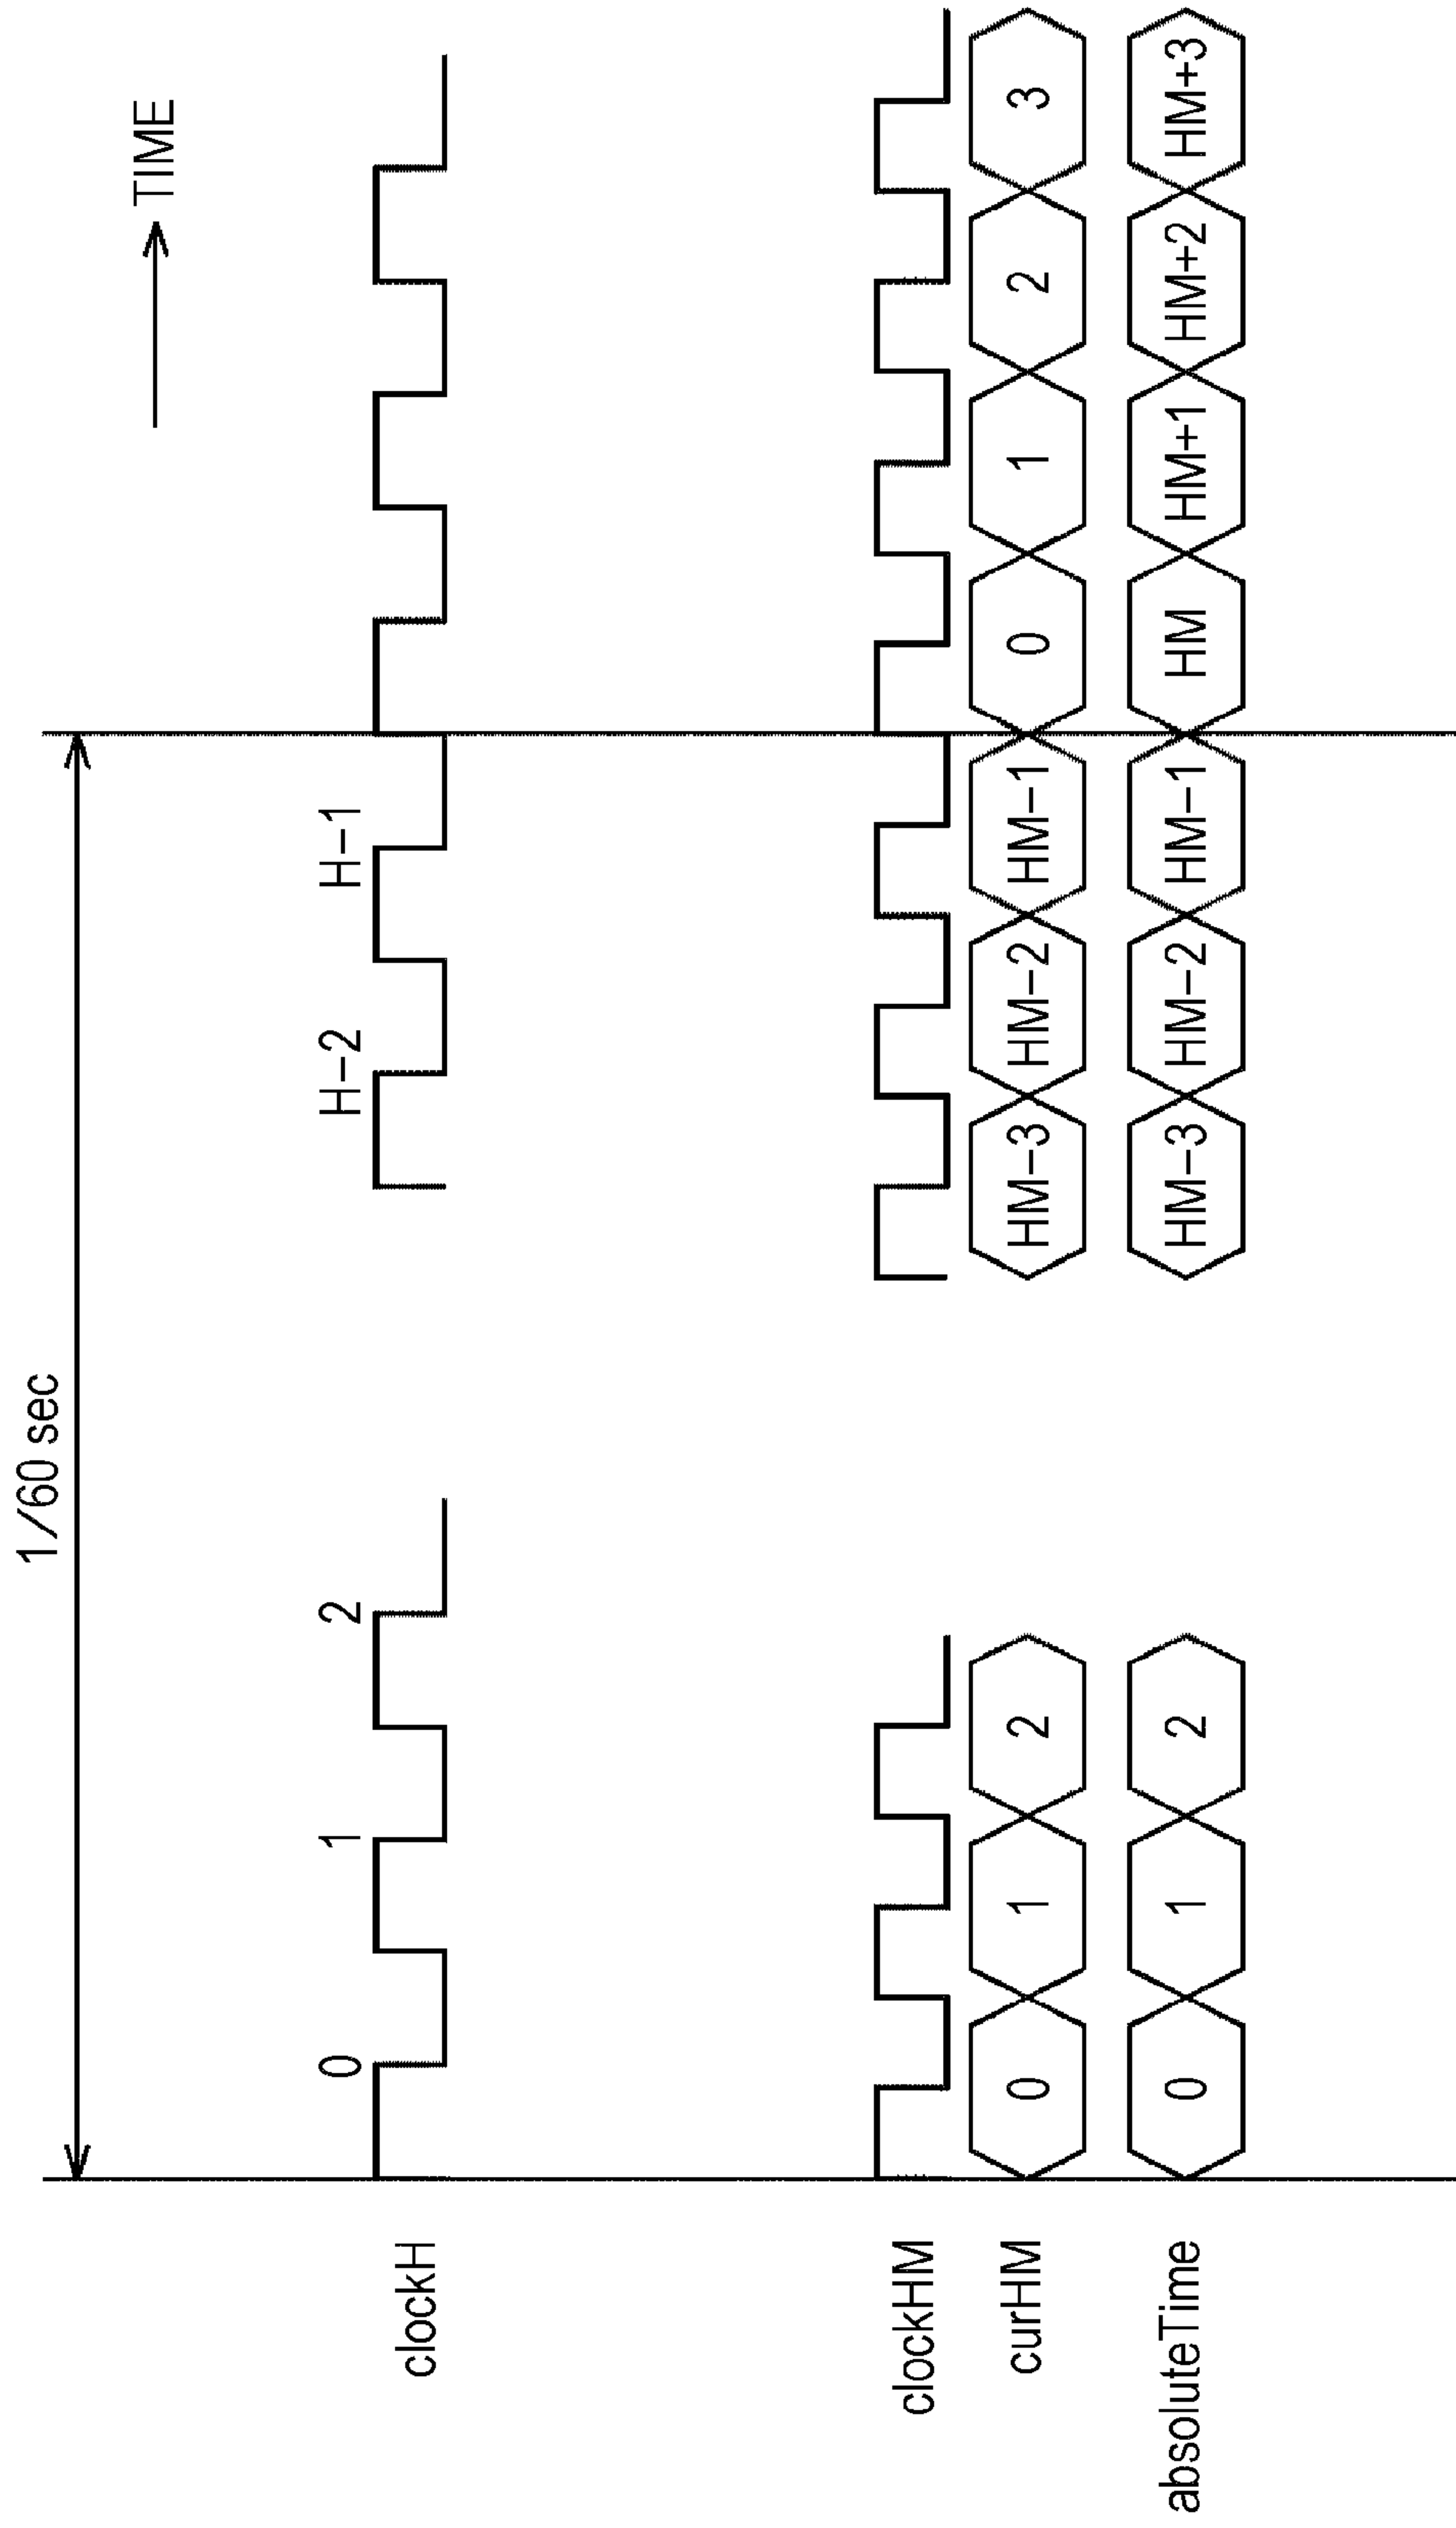 1/60 sec
TIME
clockH
0 1 2 H-2 H-1
clockHM
curHM
0 1 2 HM-3 HM-2 HM-1 0 1 2 3
absoluteTime
0 1 2 HM-3 HM-2 HM-1 HM HM+1 HM+2 HM+3